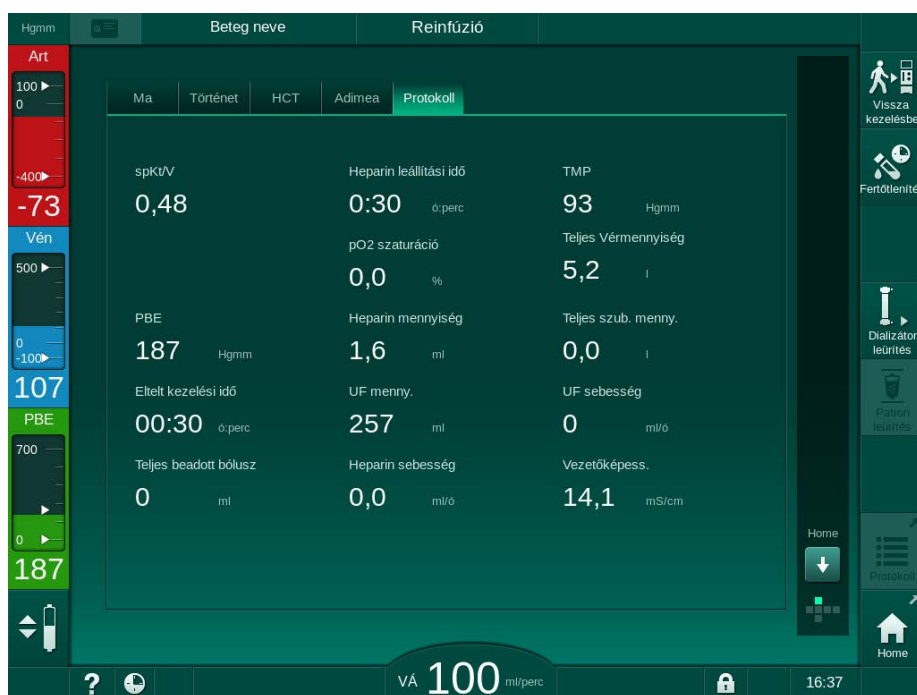 Hgmm
Beteg neve
Reinfúzió
Art
100
0
-400
-73
Vén
500
0
-100
107
PBE
700
0
187
Ma
Történet
HCT
Adimea
Protokoll
spKt/V
0,48
Heparin leállítási idő
0:30 ó:perc
TMP
93 Hgmm
pO2 szaturáció
0,0 %
Teljes Vérmennyiség
5,2 l
PBE
187 Hgmm
Heparin mennyiség
1,6 ml
Teljes szub. menny.
0,0 l
Eltelt kezelési idő
00:30 ó:perc
UF menny.
257 ml
UF sebesség
0 ml/ó
Teljes beadott bólusz
0 ml
Heparin sebesség
0,0 ml/ó
Vezetőképess.
14,1 mS/cm
Home
Vissza
kezelésbe
Fertőtleníté
Dializátor
leürítés
Patron
leürítés
Protokoll
Home
?
VÁ 100 ml/perc
16:37